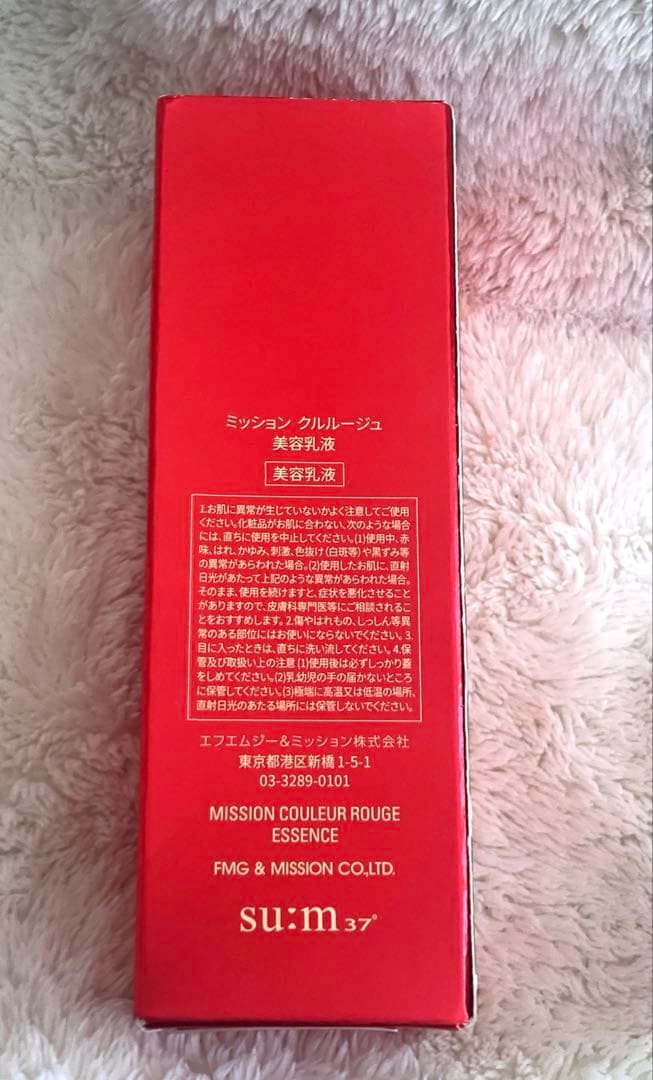 ミッション クルルージュ
美容乳液
美容乳液
1.お肌に異常が生じていないかよく注意してご使用
ください。化粧品がお肌に合わない、次のような場合
には、直ちに使用を中止してください。(1)使用中、赤
味、はれ、かゆみ、刺激、色抜け(白斑等)や黒ずみ等
の異常があらわれた場合。(2)使用したお肌に、直射
日光があたって上記のような異常があらわれた場合。
そのまま、使用を続けますと、症状を悪化させること
がありますので、皮膚科専門医等にご相談されるこ
とをおすすめします。2.傷やはれもの、しっしん等異
常のある部位にはお使いにならないでください。3.
目に入ったときは、直ちに洗い流してください。4.保
管及び取扱い上の注意 (1)使用後は必ずしっかり蓋
をしめてください。(2)乳幼児の手の届かないところ
に保管してください。(3)極端に高温又は低温の場所、
直射日光のあたる場所には保管しないでください。
エフエムジー&ミッション株式会社
東京都港区新橋 1-5-1
03-3289-0101
MISSION COULEUR ROUGE
ESSENCE
FMG & MISSION CO.,LTD.
su:m37°